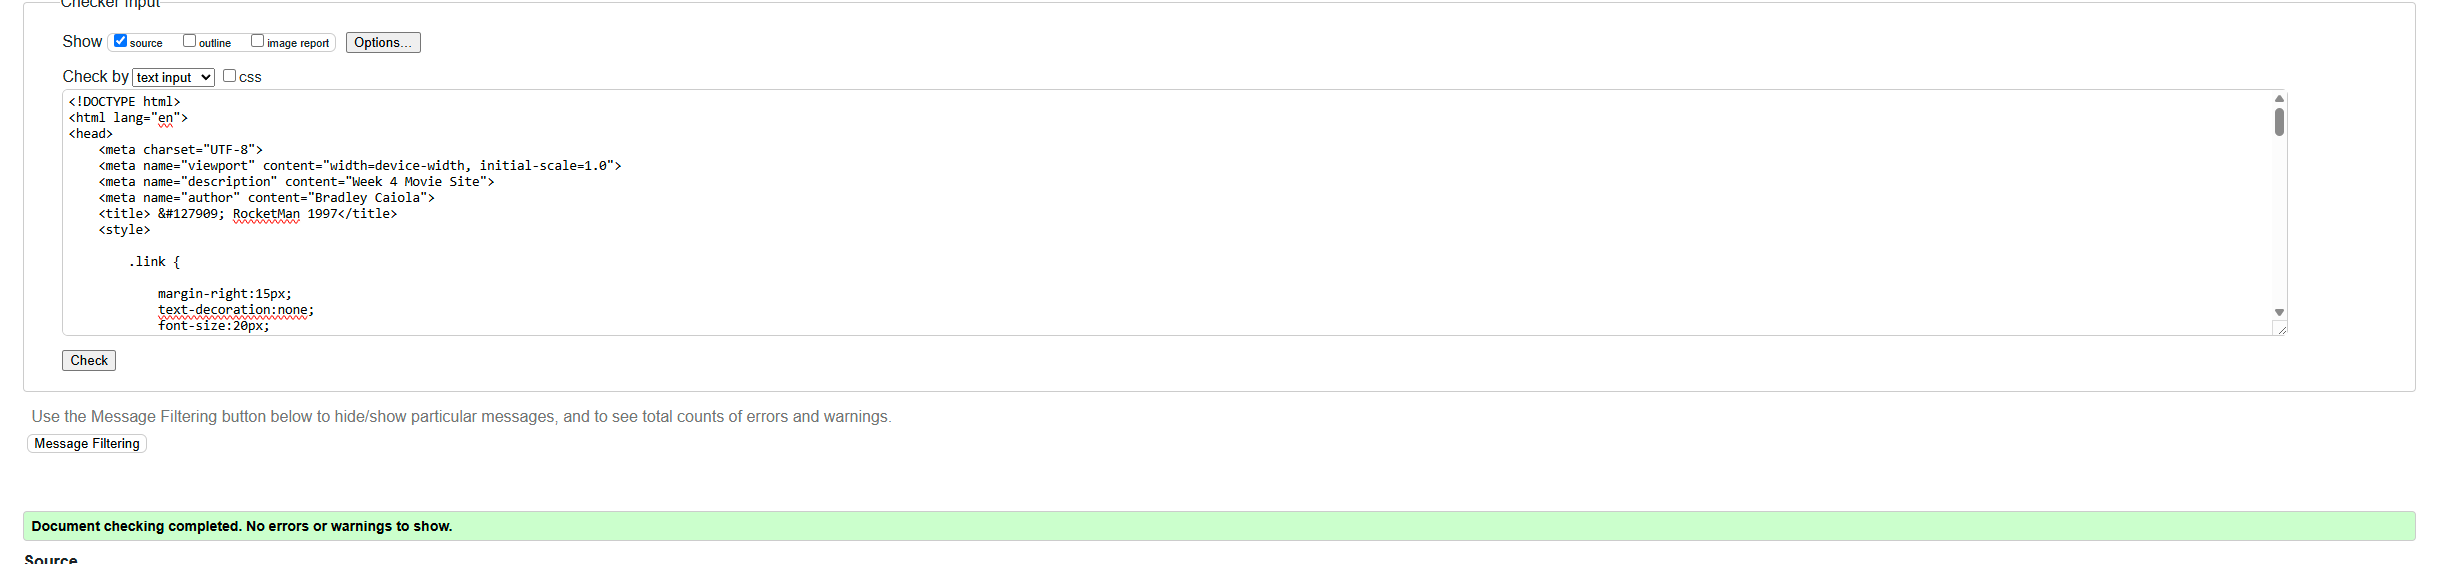 Checker Input
Show source outline image report Options...
Check by text input css
<!DOCTYPE html>
<html lang="en">
<head>
    <meta charset="UTF-8">
    <meta name="viewport" content="width=device-width, initial-scale=1.0">
    <meta name="description" content="Week 4 Movie Site">
    <meta name="author" content="Bradley Caiola">
    <title> &#127909; RocketMan 1997</title>
    <style>
        .link {
            margin-right:15px;
            text-decoration:none;
            font-size:20px;
Check
Use the Message Filtering button below to hide/show particular messages, and to see total counts of errors and warnings.
Message Filtering
Document checking completed. No errors or warnings to show.
Source